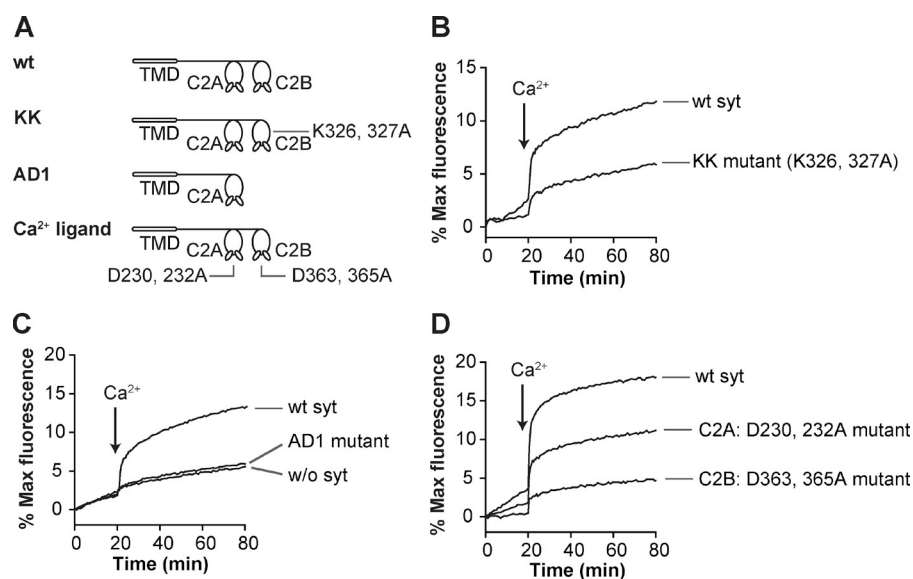 A
wt
TMD
C2A
C2B
KK
TMD
C2A
C2B
K326, 327A
AD1
C2A
Ca²⁺ ligand
TMD
C2A
C2B
D230, 232A
D363, 365A
B
% Max fluorescence
15
10
5
0
Ca²⁺
wt syt
KK mutant (K326, 327A)
0 20 40 60 80
Time (min)
C
% Max fluorescence
20
15
10
5
0
Ca²⁺
wt syt
AD1 mutant
w/o syt
0 20 40 60 80
Time (min)
D
% Max fluorescence
20
15
10
5
0
Ca²⁺
wt syt
C2A: D230, 232A mutant
C2B: D363, 365A mutant
0 20 40 60 80
Time (min)